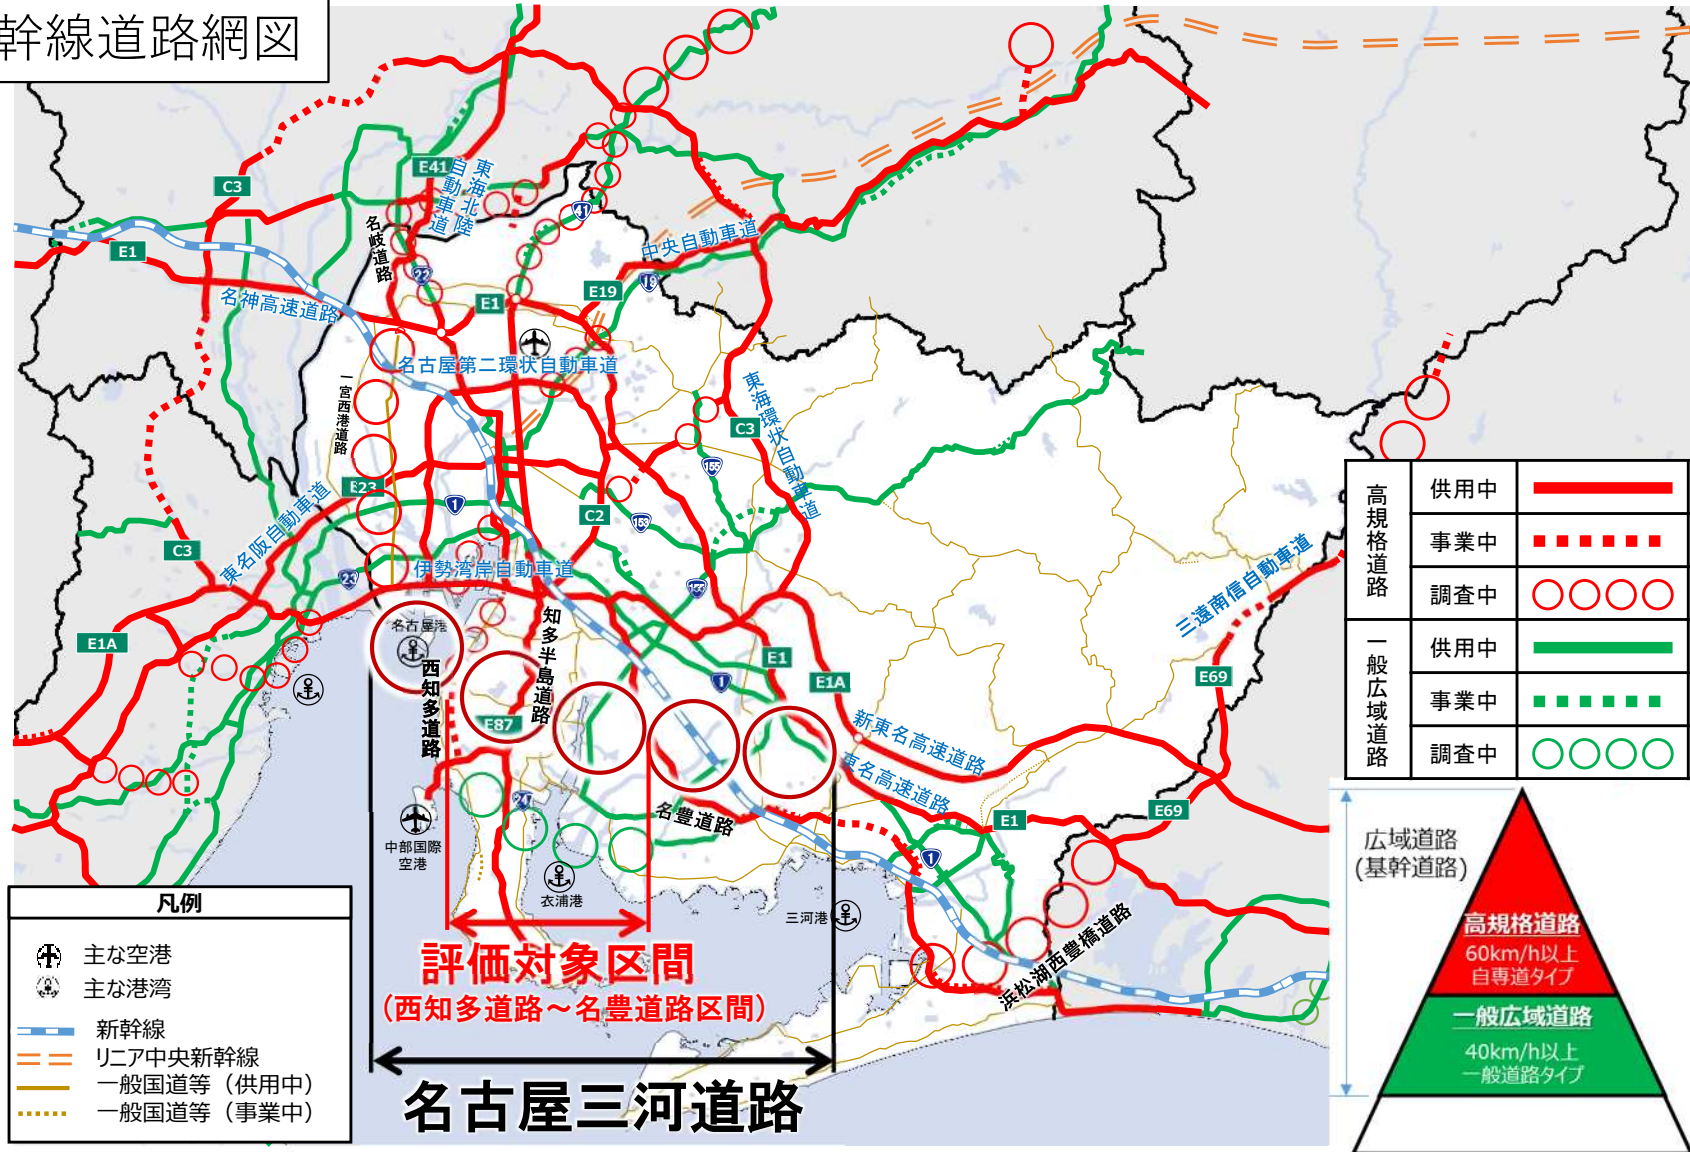 幹線道路網図
E41
東海北陸
自動車道
C3
名岐道路
41
中央自動車道
E1
22
19
E19
名神高速道路
E1
名古屋第二環状自動車道
一宮西港道路
東海環状自動車道
C3
155
E23
1
C2
153
東名阪自動車道
C3
23
伊勢湾岸自動車道
155
三遠南信自動車道
名古屋港
知多半島道路
E1A
西知多道路
E1
1
E1A
E69
E87
新東名高速道路
東名高速道路
247
名豊道路
E1
E69
中部国際
空港
1
衣浦港
三河港
浜松湖西豊橋道路
評価対象区間
(西知多道路～名豊道路区間)
名古屋三河道路
凡例
主な空港
主な港湾
新幹線
リニア中央新幹線
一般国道等（供用中）
一般国道等（事業中）
高規格道路
供用中
事業中
調査中
一般広域道路
供用中
事業中
調査中
広域道路
(基幹道路)
高規格道路
60km/h以上
自専道タイプ
一般広域道路
40km/h以上
一般道路タイプ